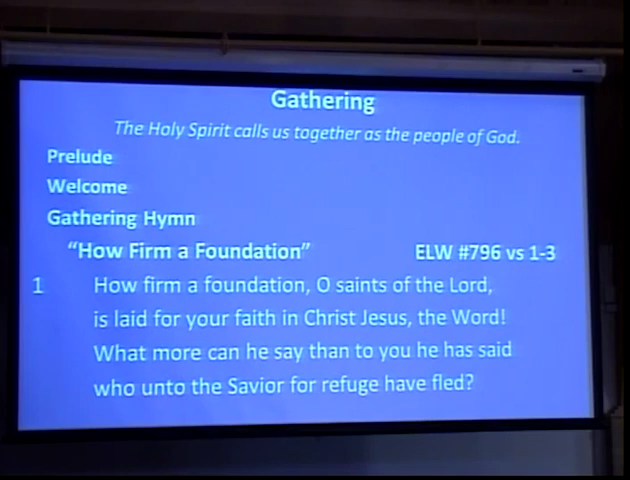 Gathering
The Holy Spirit calls us together as the people of God.
Prelude
Welcome
Gathering Hymn
“How Firm a Foundation” ELW #796 vs 1-3
1 How firm a foundation, O saints of the Lord,
is laid for your faith in Christ Jesus, the Word!
What more can he say than to you he has said
who unto the Savior for refuge have fled?